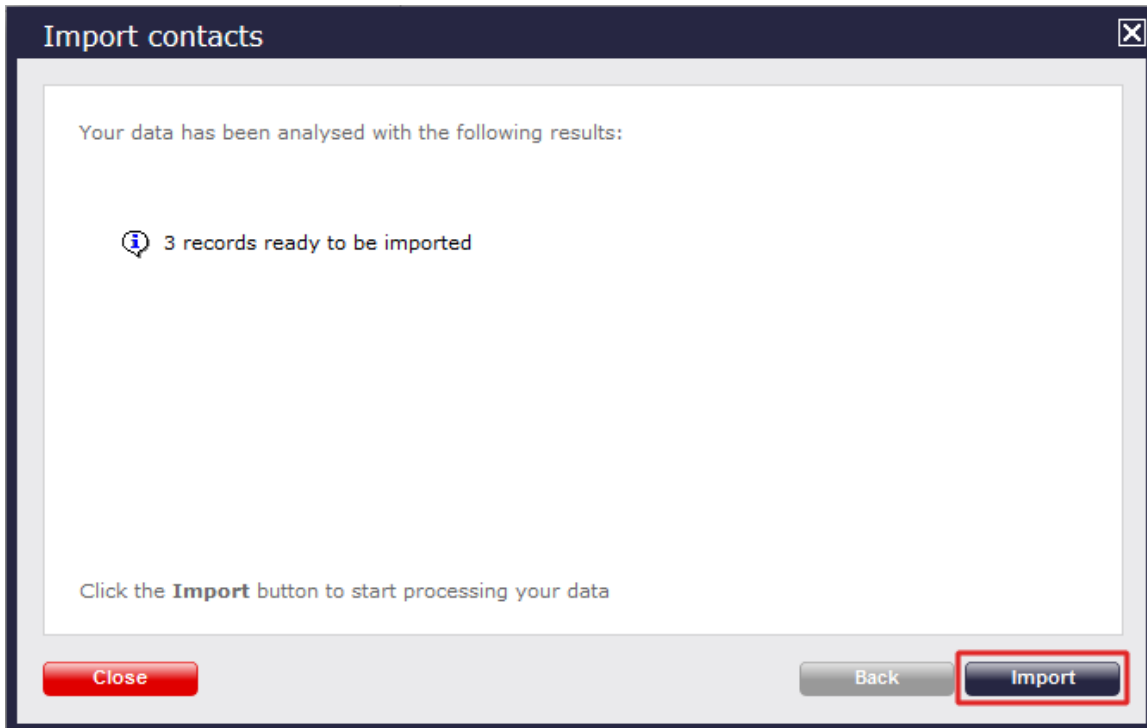 Import contacts
Your data has been analysed with the following results:
3 records ready to be imported
Click the Import button to start processing your data
Close
Back
Import